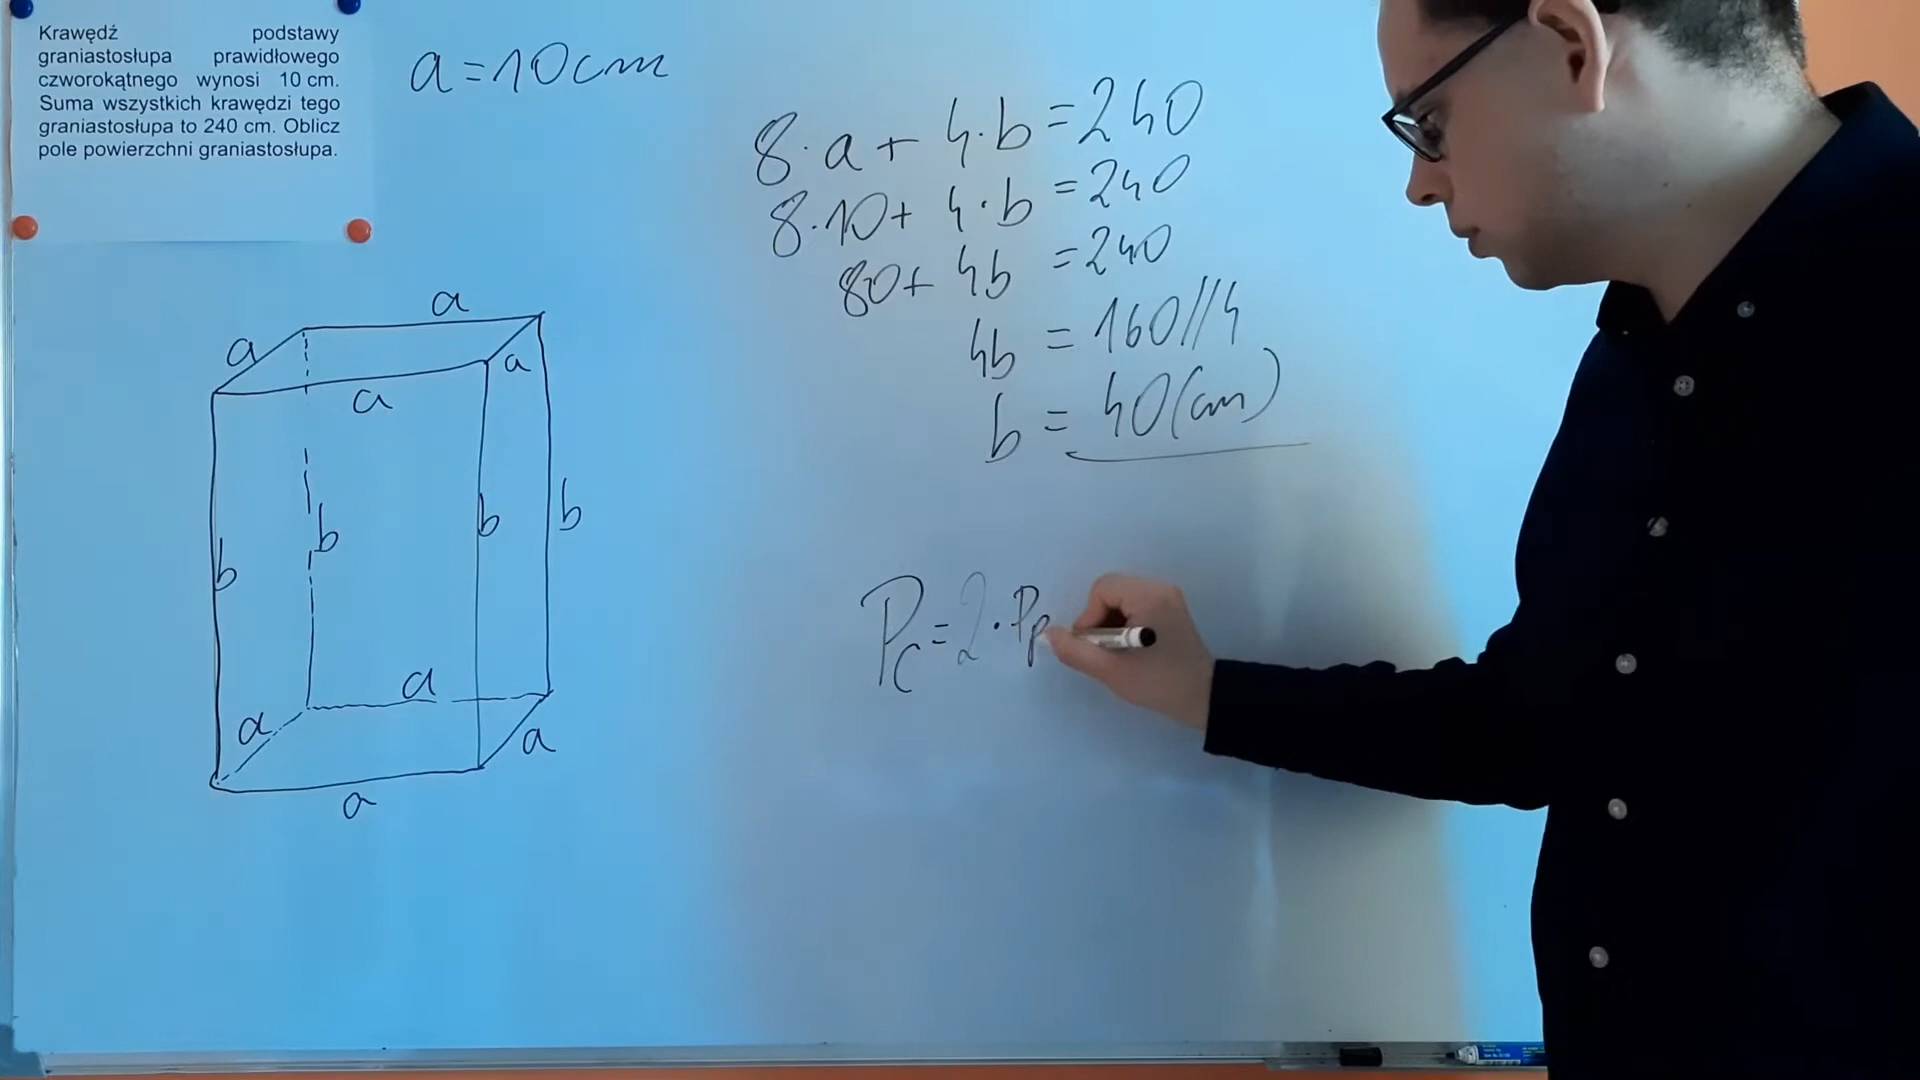 Krawędź podstawy
graniastosłupa prawidłowego
czworokątnego wynosi 10 cm.
Suma wszystkich krawędzi tego
graniastosłupa to 240 cm. Oblicz
pole powierzchni graniastosłupa.
a=10cm
8·a+4·b=240
8·10+4·b=240
80+4b=240
4b=160//4
b=40(cm)
a
a
a
a
b
b
b
b
a
a
a
a
Pc=2·Pp